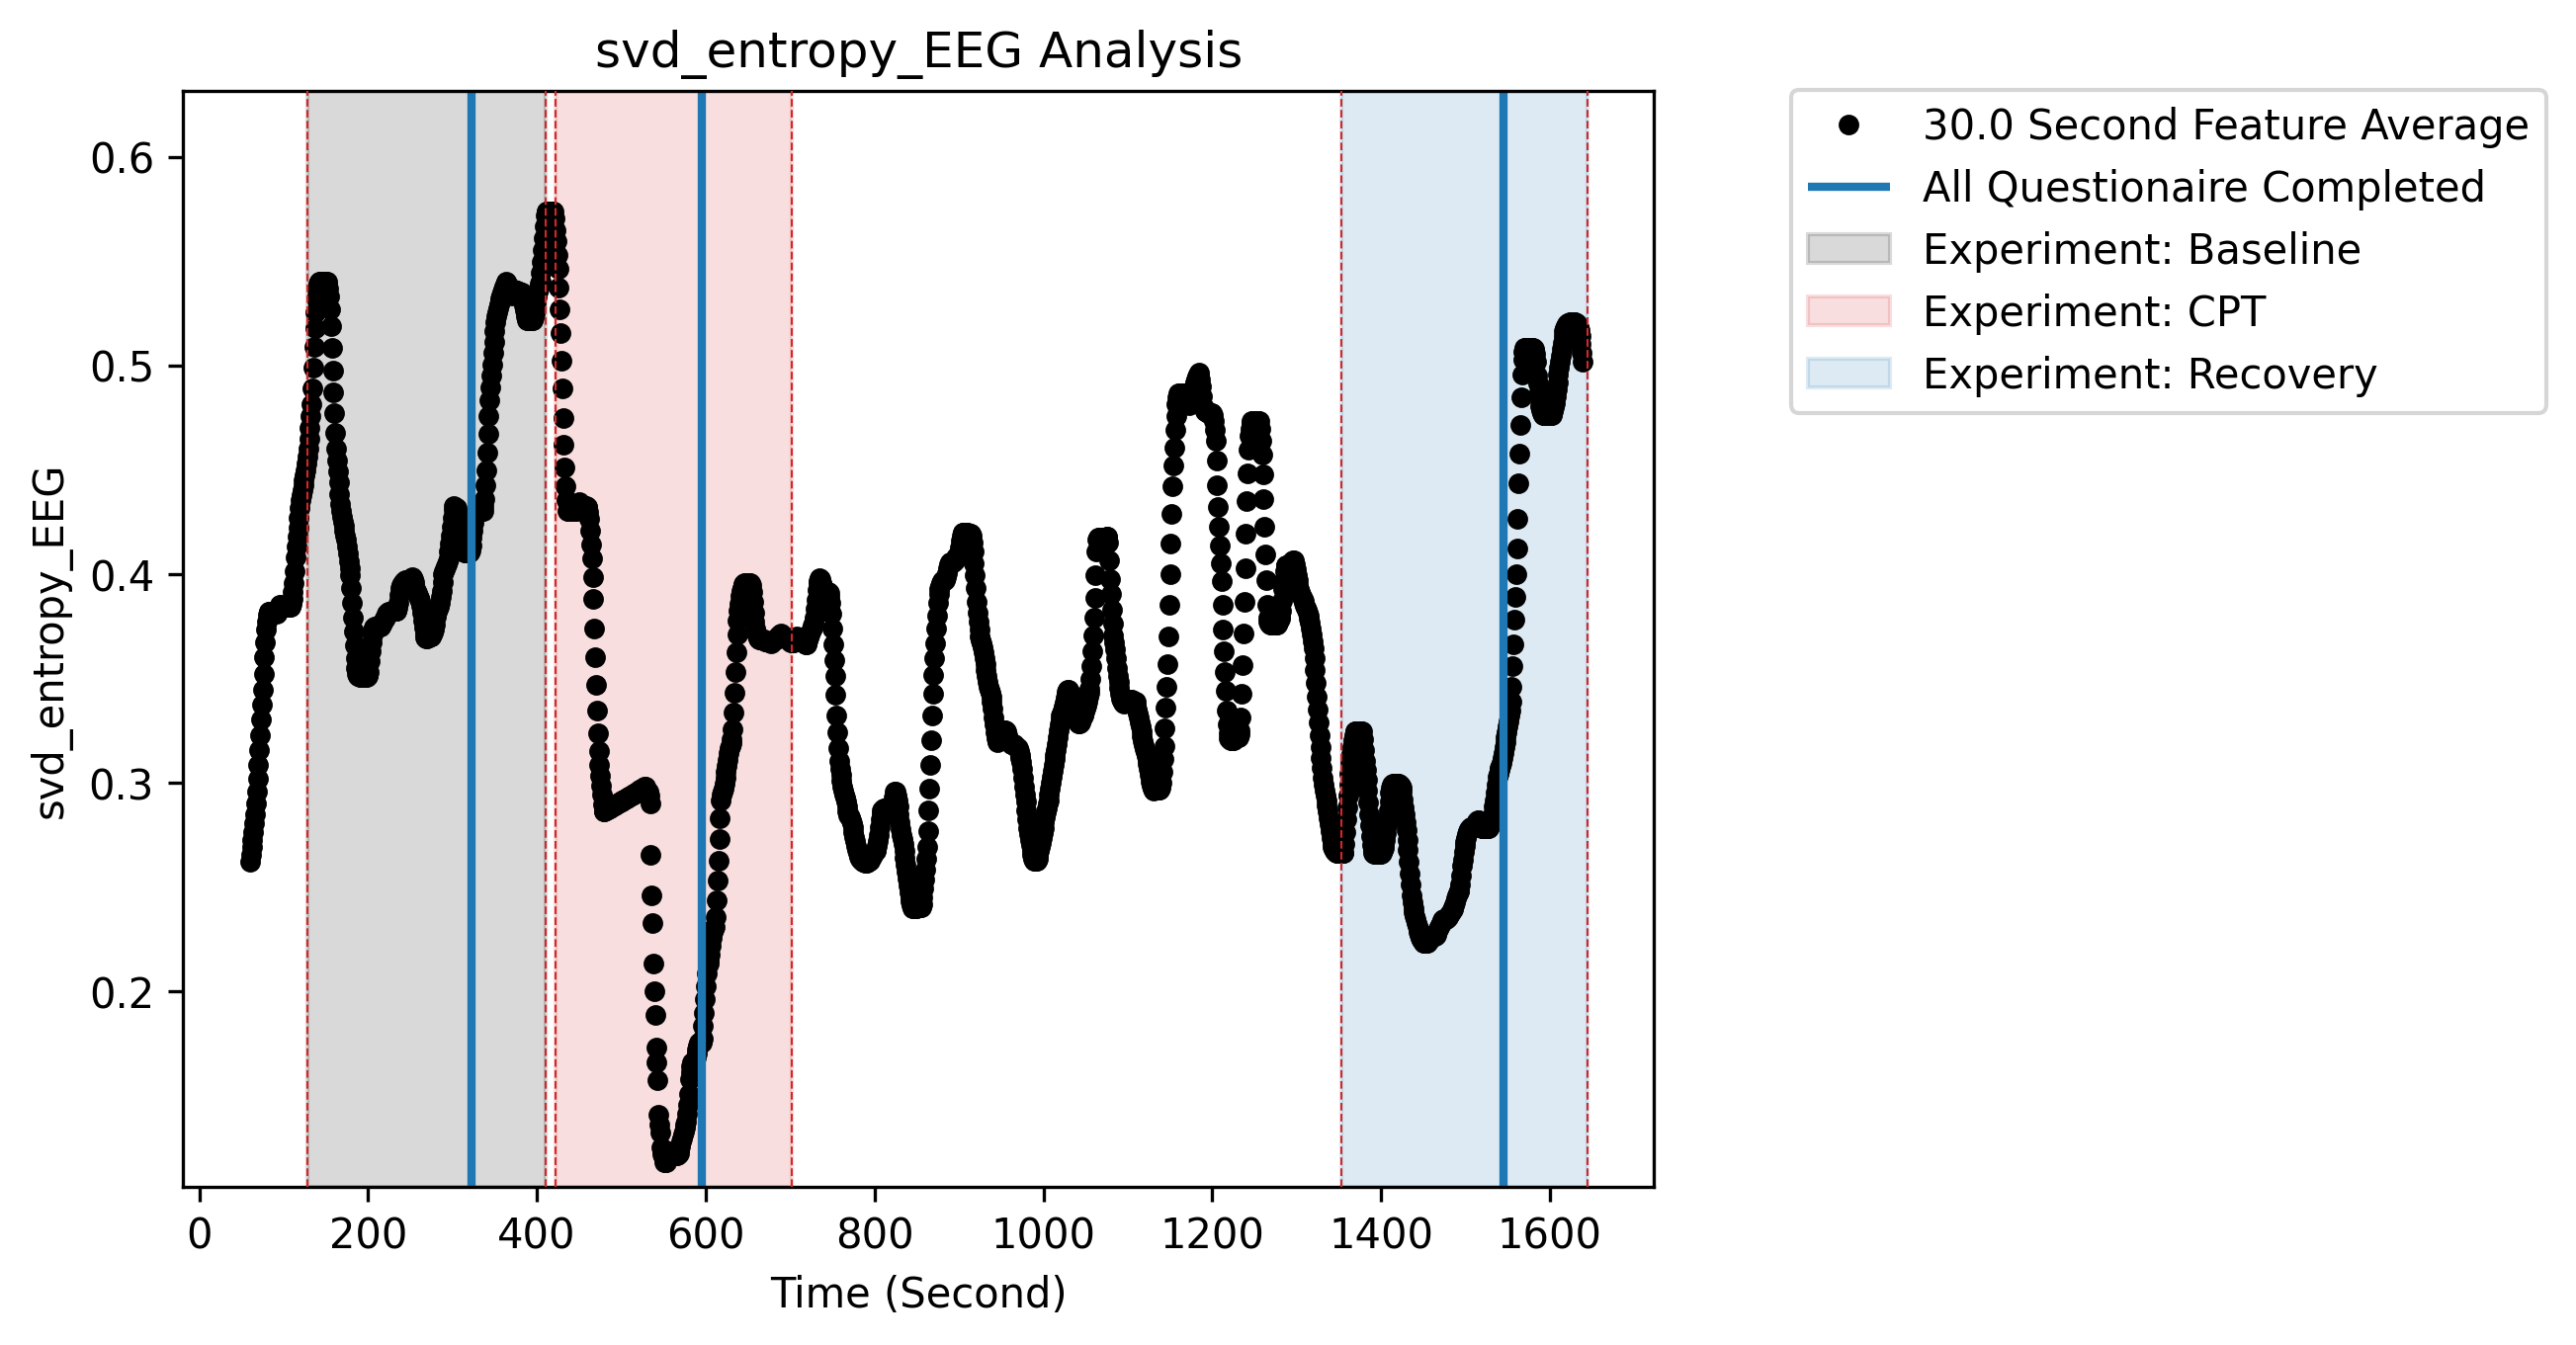 svd_entropy_EEG Analysis
30.0 Second Feature Average
All Questionaire Completed
Experiment: Baseline
Experiment: CPT
Experiment: Recovery
svd_entropy_EEG
0.6
0.5
0.4
0.3
0.2
0 200 400 600 800 1000 1200 1400 1600
Time (Second)